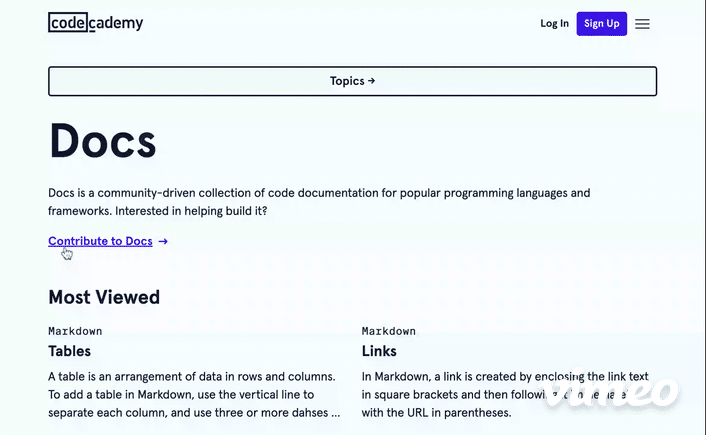 codecademy
Log In
Sign Up
Topics →
Docs
Docs is a community-driven collection of code documentation for popular programming languages and
frameworks. Interested in helping build it?
Contribute to Docs →
Most Viewed
Markdown
Tables
A table is an arrangement of data in rows and columns.
To add a table in Markdown, use the vertical line to
separate each column, and use three or more dahses ...
Markdown
Links
In Markdown, a link is created by enclosing the link text
in square brackets and then
with the URL in parentheses.
vimeo